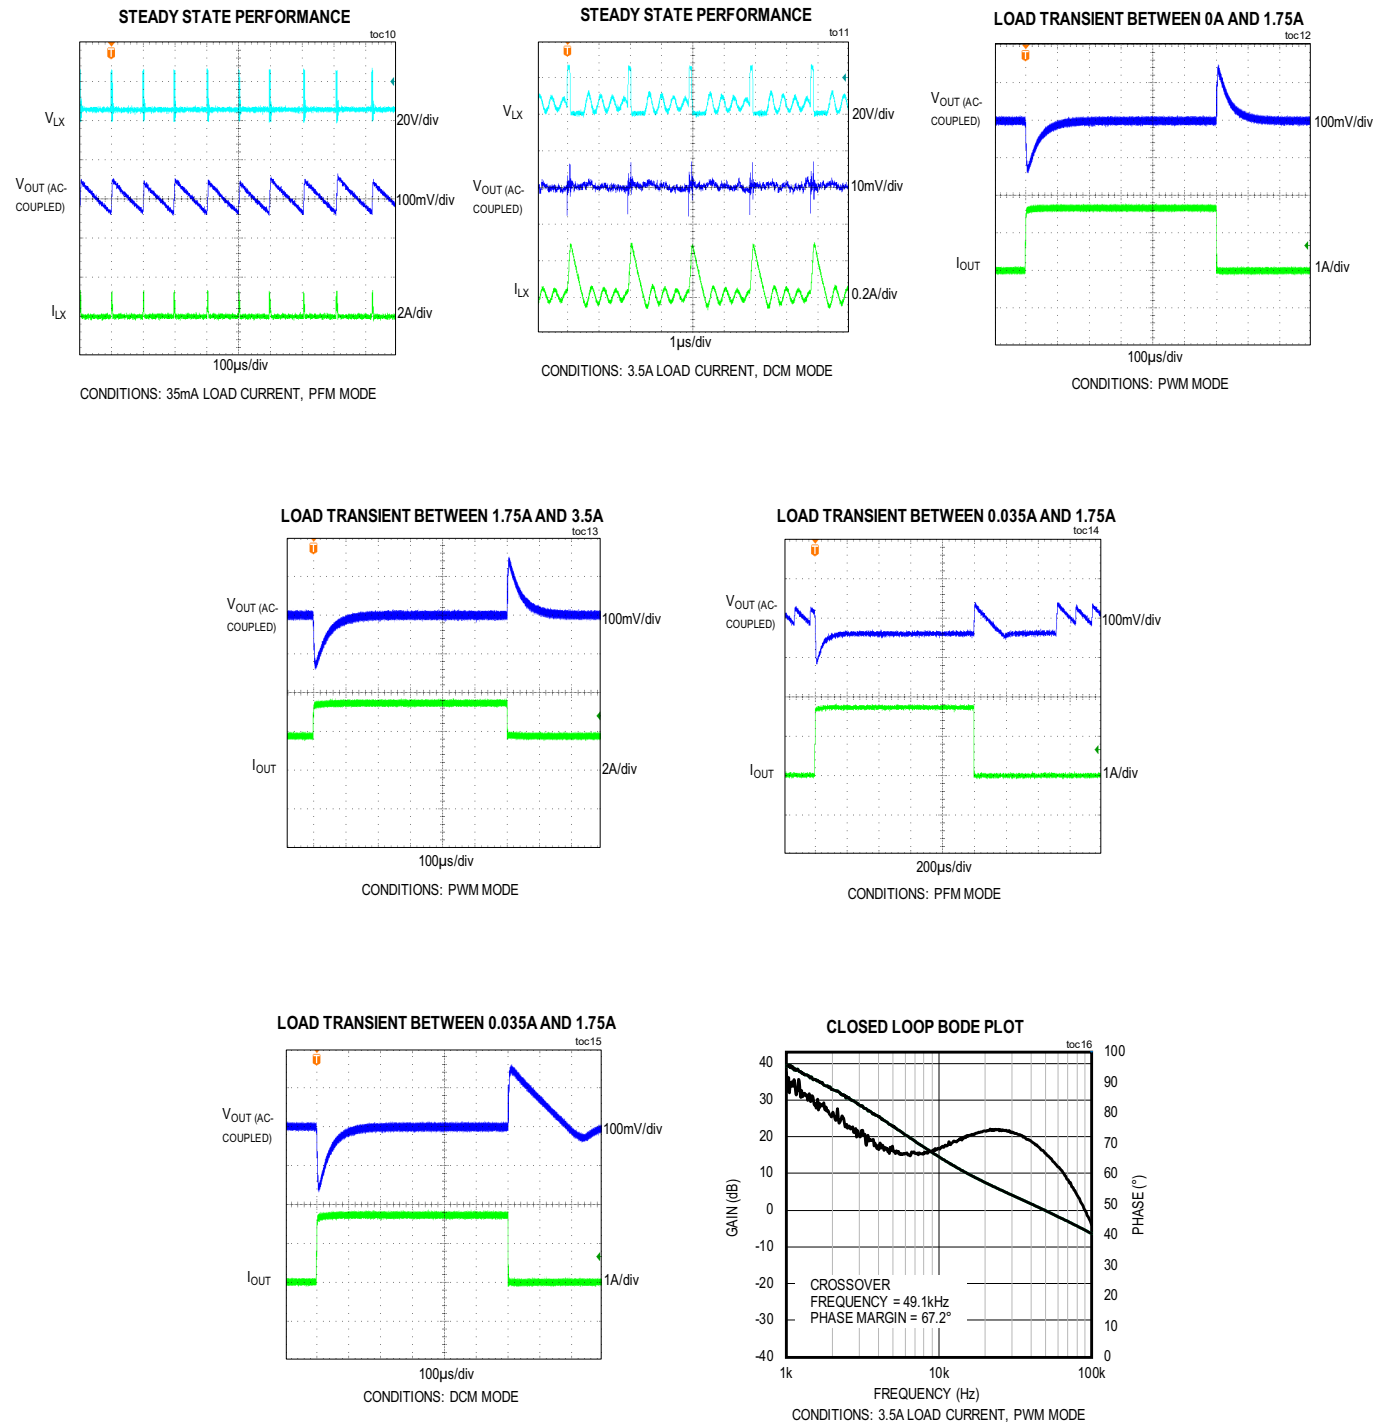 STEADY STATE PERFORMANCE
toc10
VLX
20V/div
VOUT (AC-
COUPLED)
100mV/div
ILX
2A/div
100µs/div
CONDITIONS: 35mA LOAD CURRENT, PFM MODE
STEADY STATE PERFORMANCE
to11
VLX
20V/div
VOUT (AC-
COUPLED)
10mV/div
ILX
0.2A/div
1µs/div
CONDITIONS: 3.5A LOAD CURRENT, DCM MODE
LOAD TRANSIENT BETWEEN 0A AND 1.75A
toc12
VOUT (AC-
COUPLED)
100mV/div
IOUT
1A/div
100µs/div
CONDITIONS: PWM MODE
LOAD TRANSIENT BETWEEN 1.75A AND 3.5A
toc13
VOUT (AC-
COUPLED)
100mV/div
IOUT
2A/div
100µs/div
CONDITIONS: PWM MODE
LOAD TRANSIENT BETWEEN 0.035A AND 1.75A
toc14
VOUT (AC-
COUPLED)
100mV/div
IOUT
1A/div
200µs/div
CONDITIONS: PFM MODE
LOAD TRANSIENT BETWEEN 0.035A AND 1.75A
toc15
VOUT (AC-
COUPLED)
100mV/div
IOUT
1A/div
100µs/div
CONDITIONS: DCM MODE
CLOSED LOOP BODE PLOT
toc16
40
30
20
10
0
-10
-20
-30
-40
GAIN (dB)
100
90
80
70
60
50
40
30
20
10
0
PHASE (°)
CROSSOVER
FREQUENCY = 49.1kHz
PHASE MARGIN = 67.2°
1k 10k 100k
FREQUENCY (Hz)
CONDITIONS: 3.5A LOAD CURRENT, PWM MODE